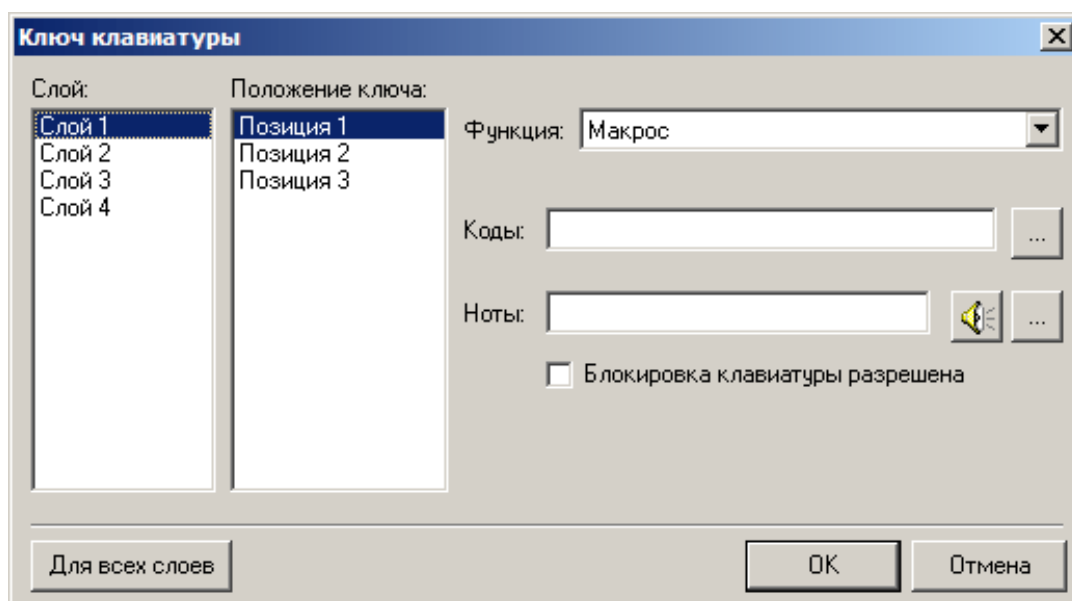 Ключ клавиатуры
Слой:
Слой 1
Слой 2
Слой 3
Слой 4
Положение ключа:
Позиция 1
Позиция 2
Позиция 3
Функция: Макрос
Коды: ...
Ноты: ...
Блокировка клавиатуры разрешена
Для всех слоев OK Отмена